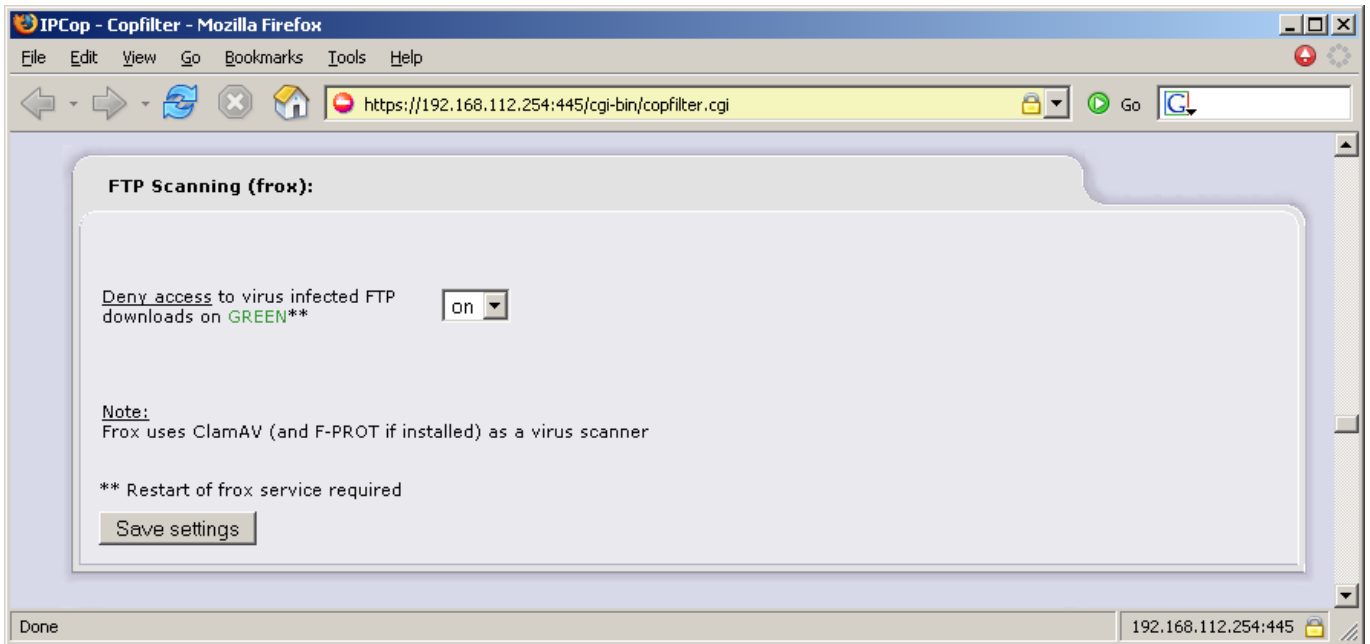 IPCop - Copfilter - Mozilla Firefox
File Edit View Go Bookmarks Tools Help
https://192.168.112.254:445/cgi-bin/copfilter.cgi Go G
FTP Scanning (frox):
Deny access to virus infected FTP
downloads on GREEN** on
Note:
Frox uses ClamAV (and F-PROT if installed) as a virus scanner
** Restart of frox service required
Save settings
Done 192.168.112.254:445